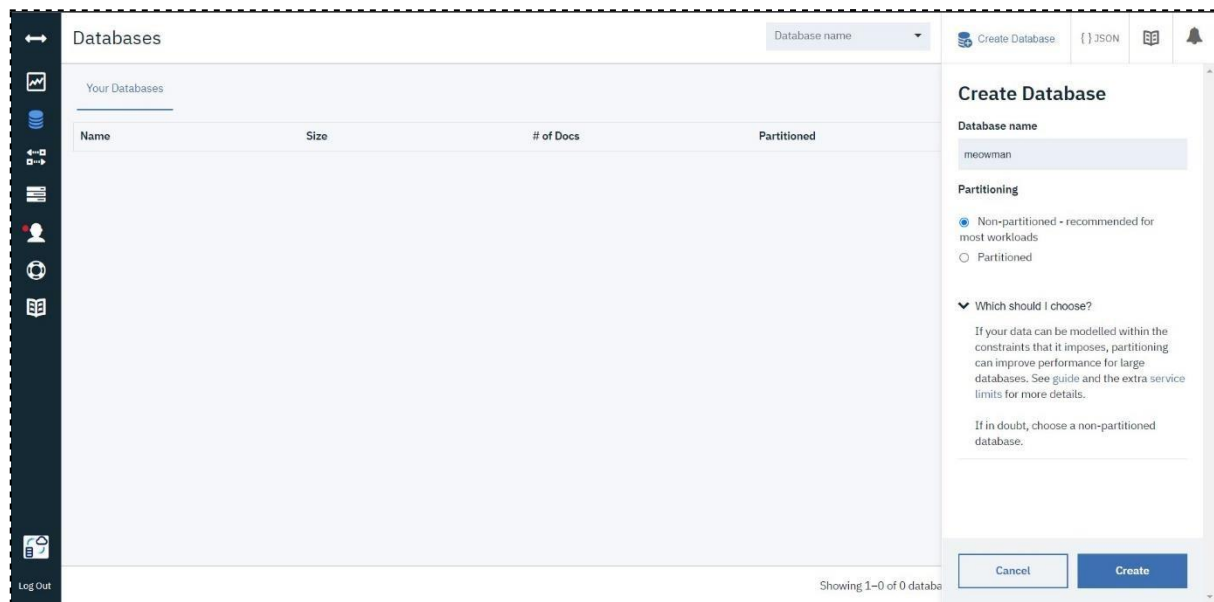 Databases
Database name
Create Database
{ } JSON
Your Databases
Name Size # of Docs Partitioned
Create Database
Database name
meowman
Partitioning
Non-partitioned - recommended for
most workloads
Partitioned
Which should I choose?
If your data can be modelled within the
constraints that it imposes, partitioning
can improve performance for large
databases. See guide and the extra service
limits for more details.
If in doubt, choose a non-partitioned
database.
Cancel
Create
Log Out
Showing 1–0 of 0 databa